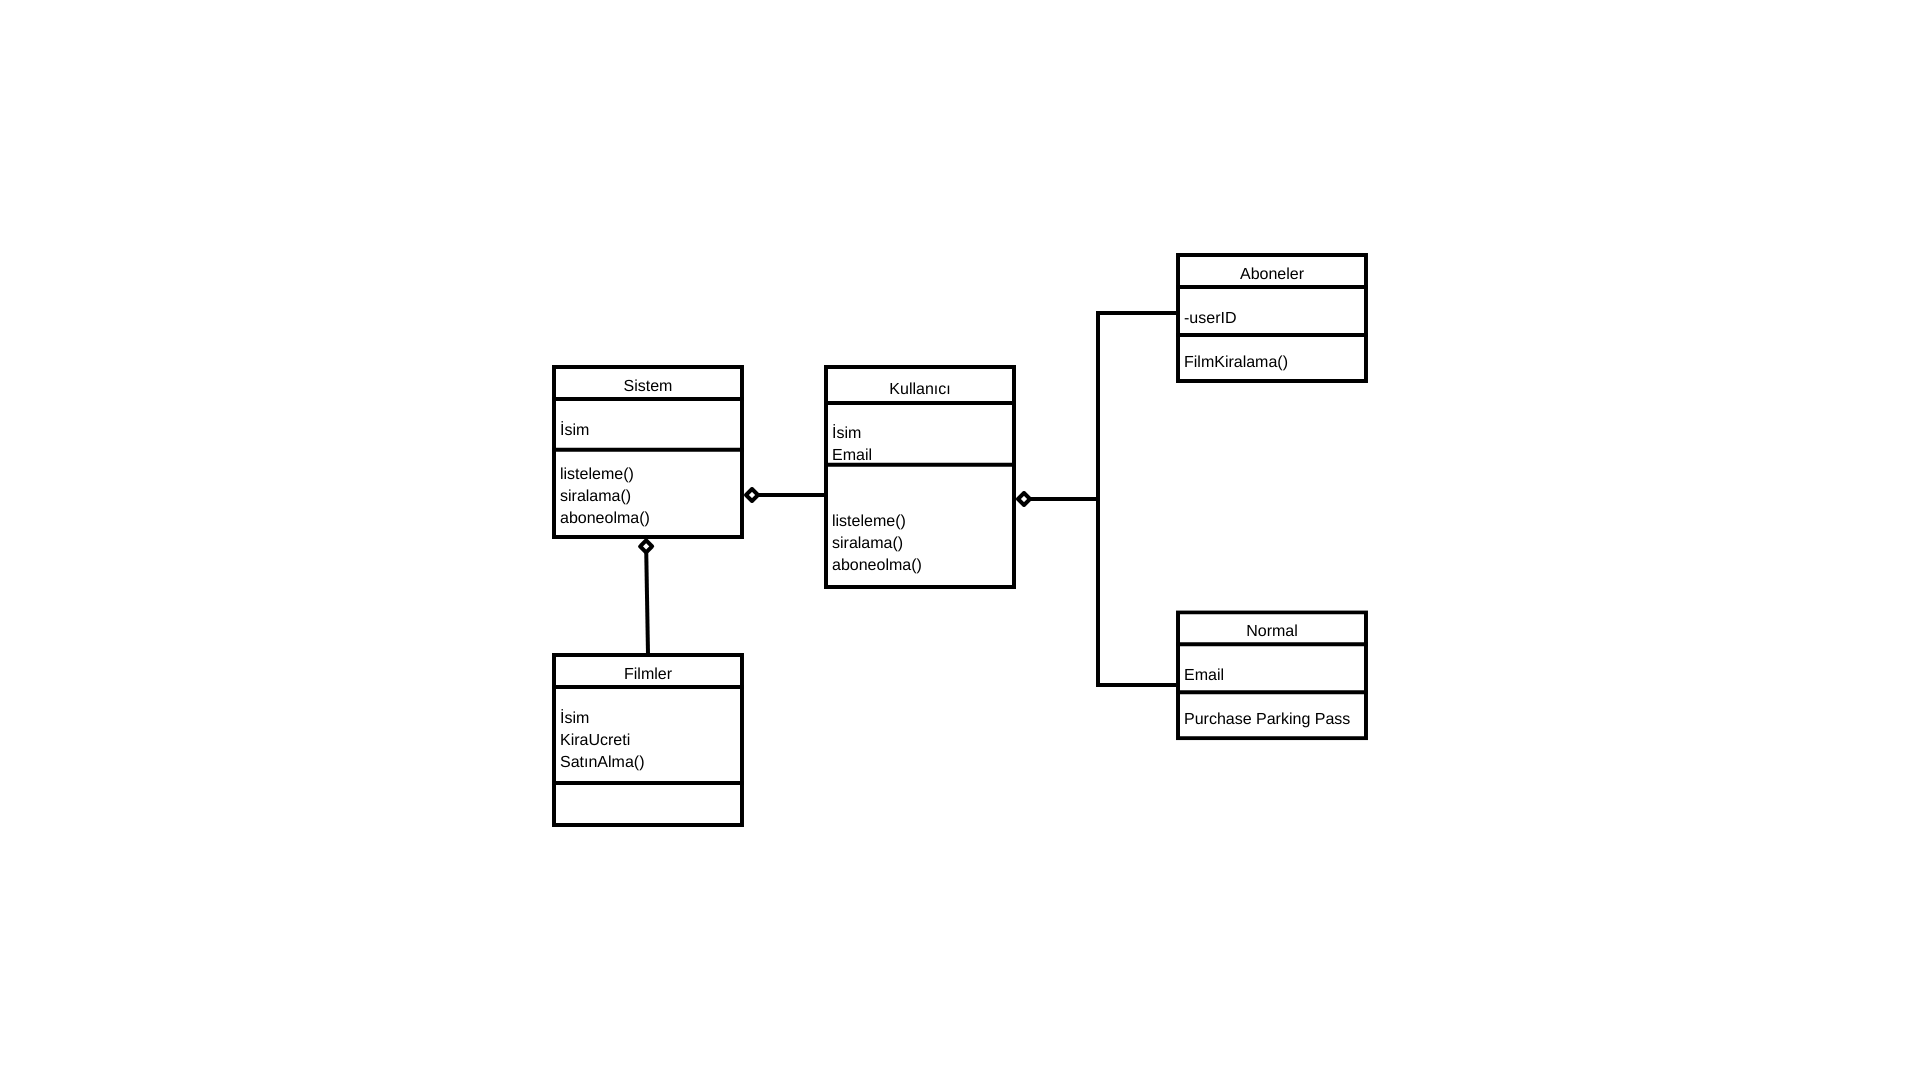 Sistem
İsim
listeleme()
siralama()
aboneolma()
Kullanıcı
İsim
Email
listeleme()
siralama()
aboneolma()
Aboneler
-userID
FilmKiralama()
Normal
Email
Purchase Parking Pass
Filmler
İsim
KiraUcreti
SatınAlma()